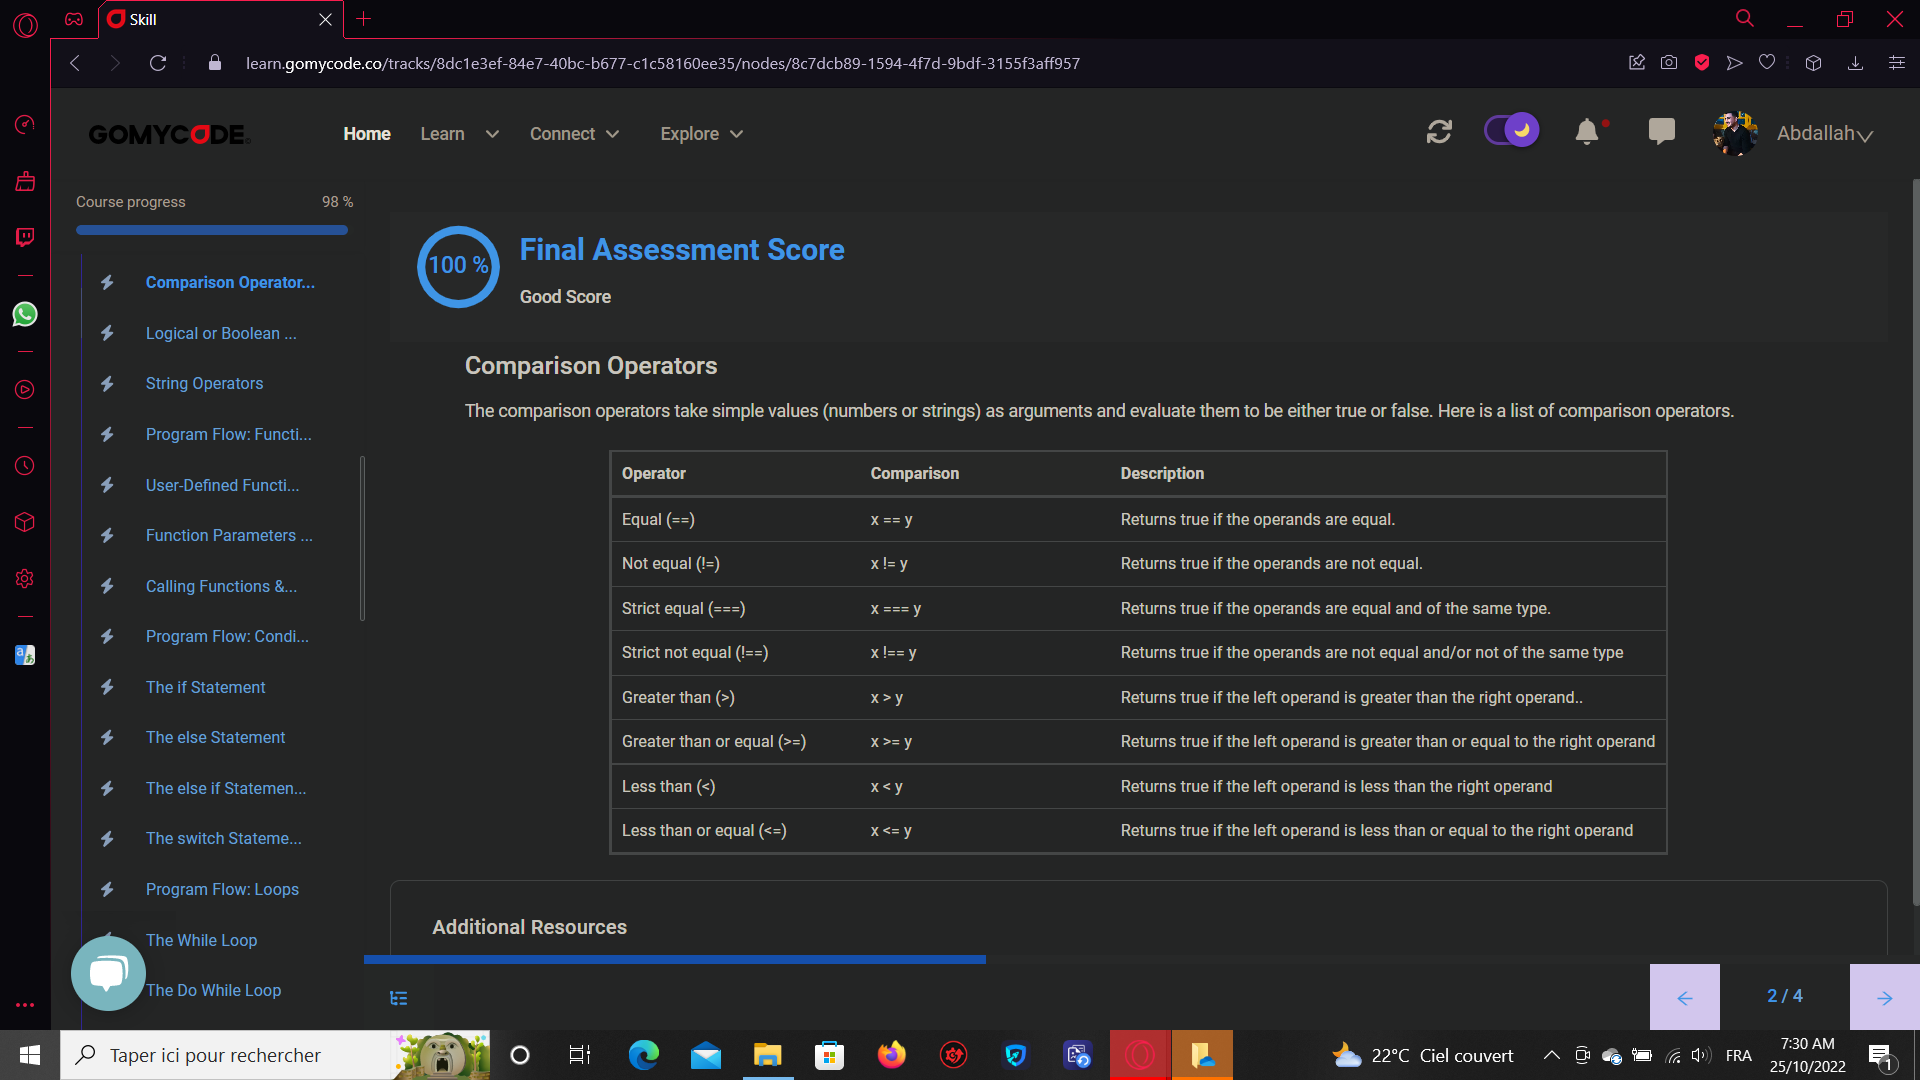 Skill
learn.gomycode.co/tracks/8dc1e3ef-84e7-40bc-b677-c1c58160ee35/nodes/8c7dcb89-1594-4f7d-9bdf-3155f3aff957
GOMYCODE
Home Learn Connect Explore
Abdallah
Course progress 98 %
Comparison Operator...
Logical or Boolean ...
String Operators
Program Flow: Functi...
User-Defined Functi...
Function Parameters ...
Calling Functions &...
Program Flow: Condi...
The if Statement
The else Statement
The else if Statemen...
The switch Stateme...
Program Flow: Loops
The While Loop
The Do While Loop
100 %
Final Assessment Score
Good Score
Comparison Operators
The comparison operators take simple values (numbers or strings) as arguments and evaluate them to be either true or false. Here is a list of comparison operators.
Operator Comparison Description
Equal (==) x == y Returns true if the operands are equal.
Not equal (!=) x != y Returns true if the operands are not equal.
Strict equal (===) x === y Returns true if the operands are equal and of the same type.
Strict not equal (!==) x !== y Returns true if the operands are not equal and/or not of the same type
Greater than (>) x > y Returns true if the left operand is greater than the right operand..
Greater than or equal (>=) x >= y Returns true if the left operand is greater than or equal to the right operand
Less than (<) x < y Returns true if the left operand is less than the right operand
Less than or equal (<=) x <= y Returns true if the left operand is less than or equal to the right operand
Additional Resources
2 / 4
Taper ici pour rechercher
22°C Ciel couvert
FRA
7:30 AM
25/10/2022
1